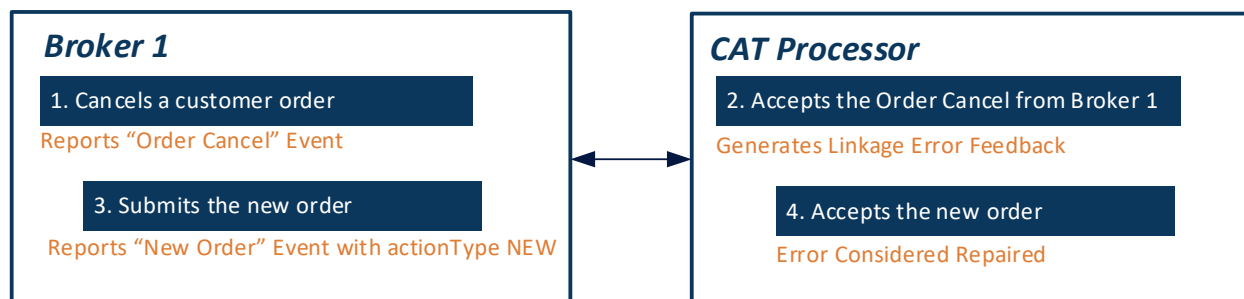 Broker 1
1. Cancels a customer order
Reports “Order Cancel” Event
3. Submits the new order
Reports “New Order” Event with actionType NEW
CAT Processor
2. Accepts the Order Cancel from Broker 1
Generates Linkage Error Feedback
4. Accepts the new order
Error Considered Repaired